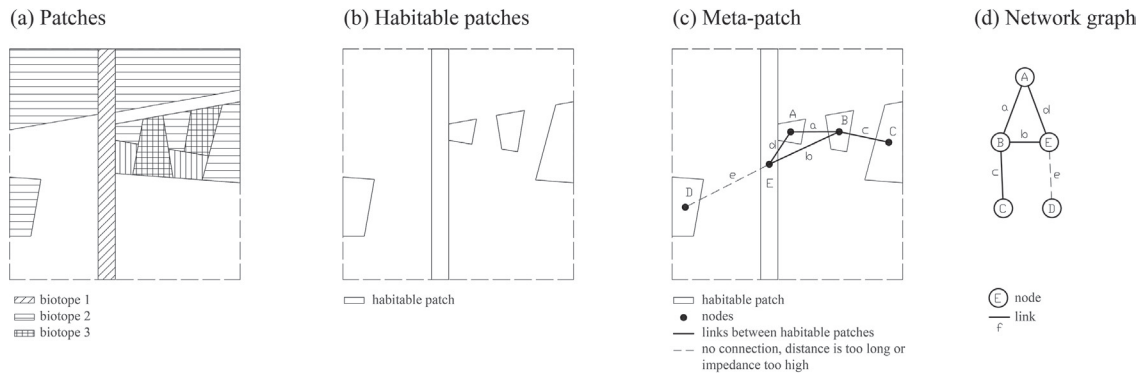 (a) Patches
biotope 1
biotope 2
biotope 3
(b) Habitable patches
habitable patch
(c) Meta-patch
A
B
a
c
C
d
b
E
e
D
habitable patch
nodes
links between habitable patches
no connection, distance is too long or
impedance too high
(d) Network graph
A
a
d
B
b
E
c
e
C
D
E
node
link
f